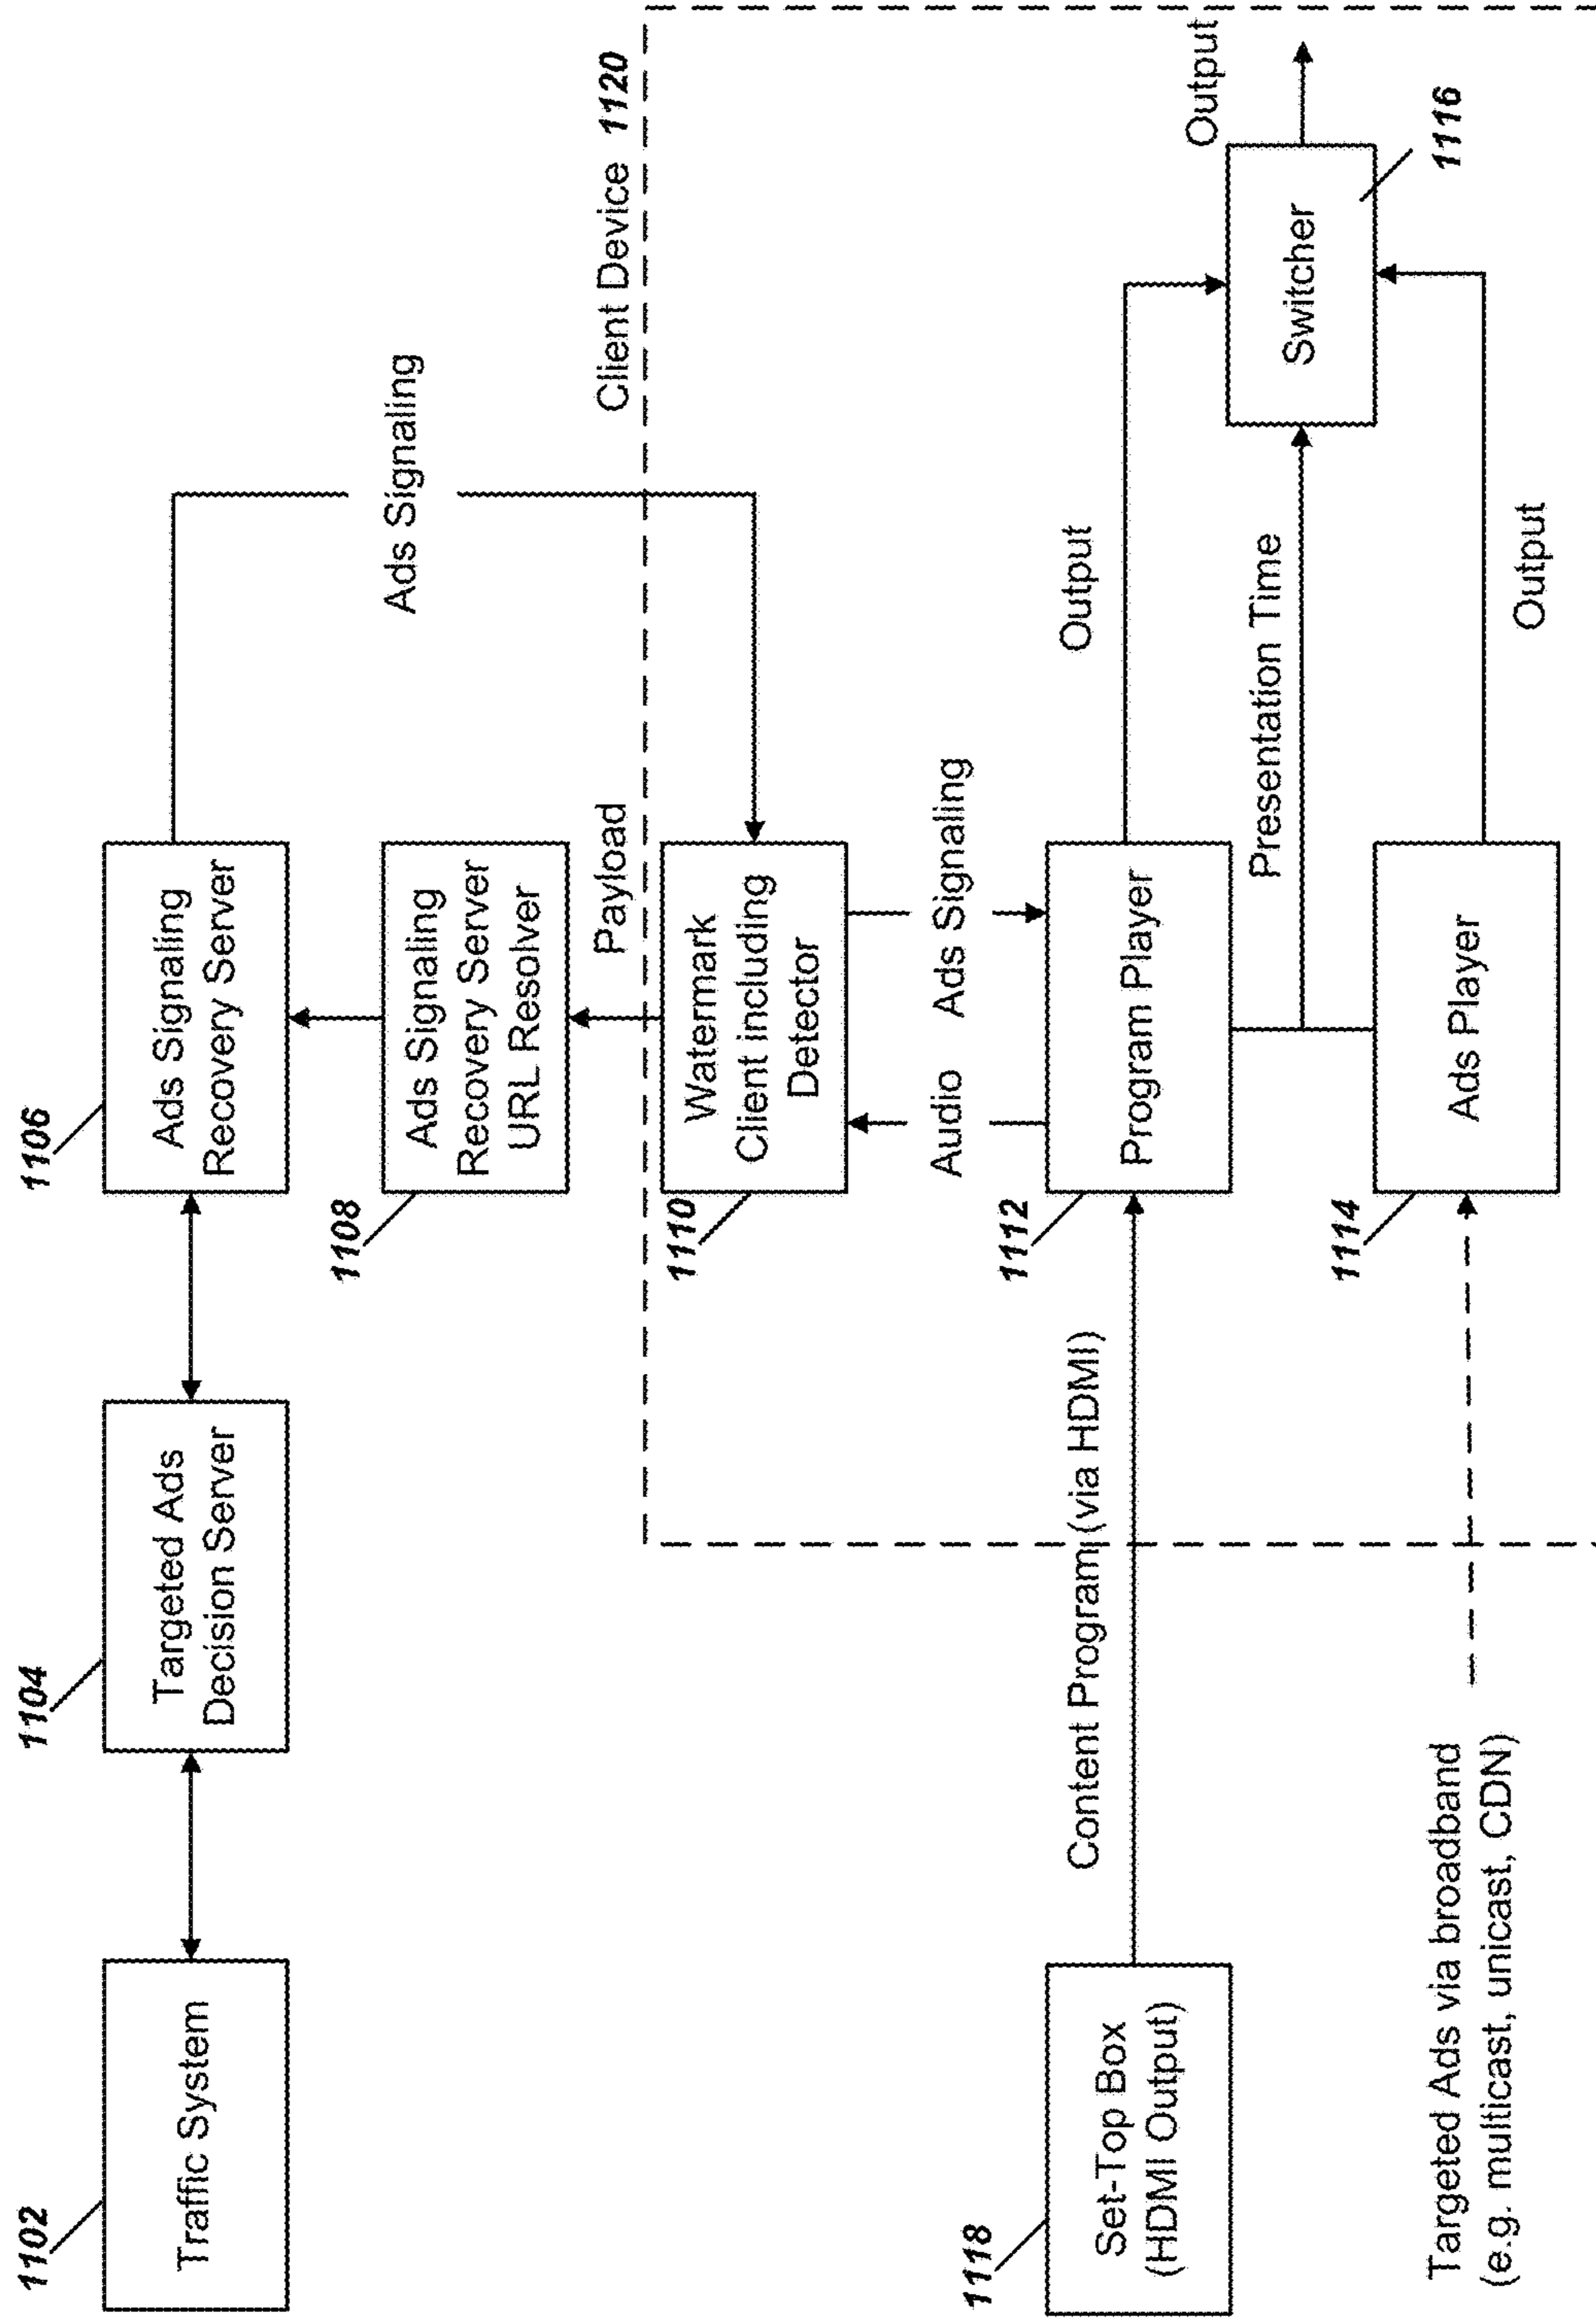 1102
Traffic System
1104
Targeted Ads
Decision Server
1106
Ads Signaling
Recovery Server
1108
Ads Signaling
Recovery Server
URL Resolver
Ads Signaling
Payload
Client Device 1120
1110
Watermark
Client including
Detector
Audio
Ads Signaling
1118
Set-Top Box
(HDMI Output)
Content Program (via HDMI)
1112
Program Player
Output
Presentation Time
Switcher
Output
1116
Targeted Ads via broadband
(e.g. multicast, unicast, CDN)
1114
Ads Player
Output